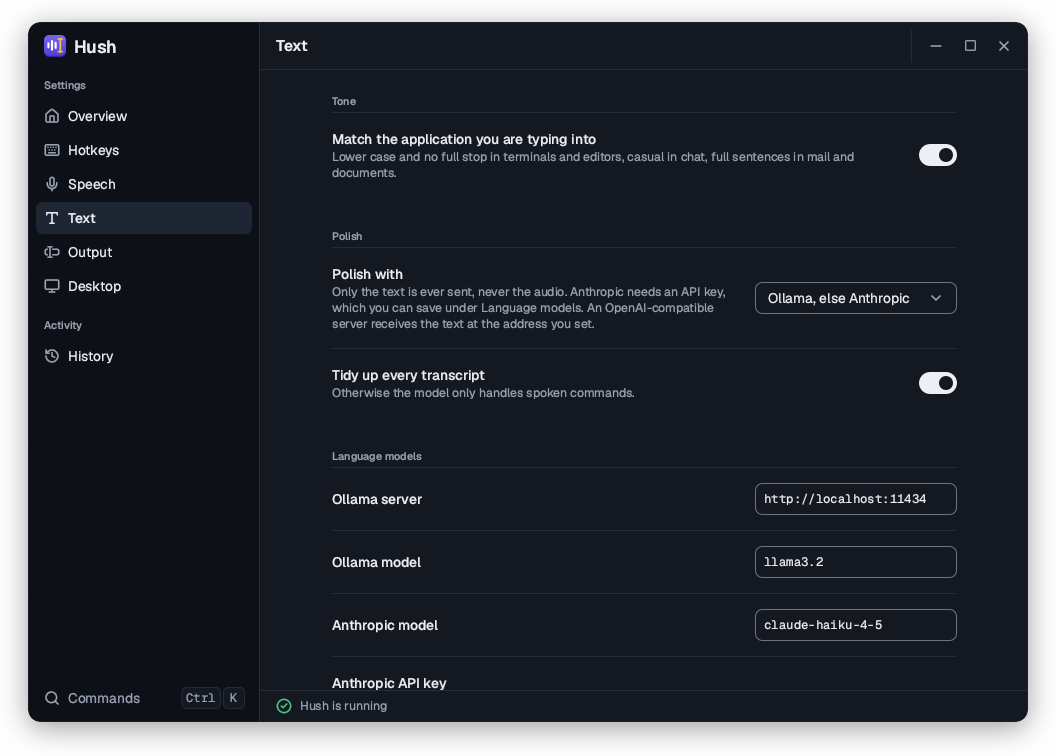 Hush
Settings
Overview
Hotkeys
Speech
Text
Output
Desktop
Activity
History
Commands Ctrl K
Text
Tone
Match the application you are typing into
Lower case and no full stop in terminals and editors, casual in chat, full sentences in mail and
documents.
Polish
Polish with
Only the text is ever sent, never the audio. Anthropic needs an API key,
which you can save under Language models. An OpenAI-compatible
server receives the text at the address you set.
Ollama, else Anthropic
Tidy up every transcript
Otherwise the model only handles spoken commands.
Language models
Ollama server
http://localhost:11434
Ollama model
llama3.2
Anthropic model
claude-haiku-4-5
Anthropic API key
Hush is running